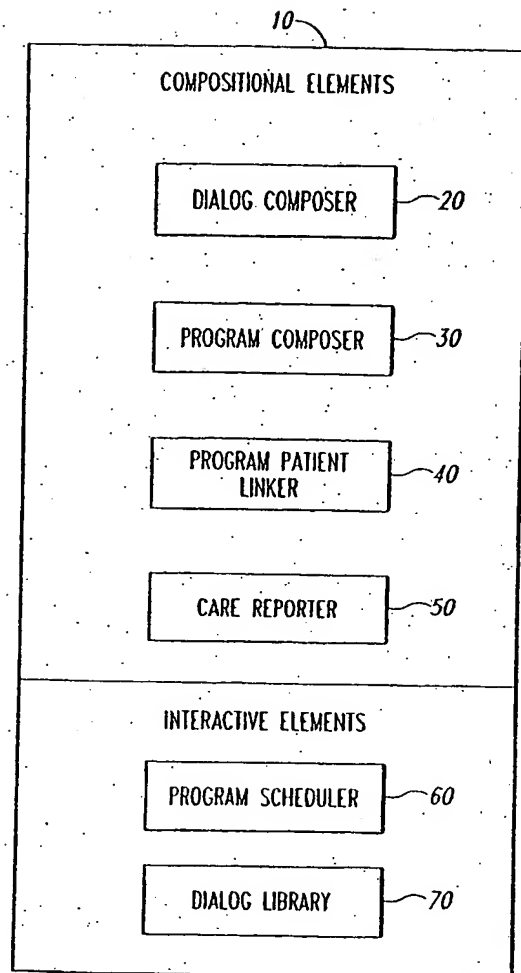 10
COMPOSITIONAL ELEMENTS
DIALOG COMPOSER 20
PROGRAM COMPOSER 30
PROGRAM PATIENT
LINKER 40
CARE REPORTER 50
INTERACTIVE ELEMENTS
PROGRAM SCHEDULER 60
DIALOG LIBRARY 70